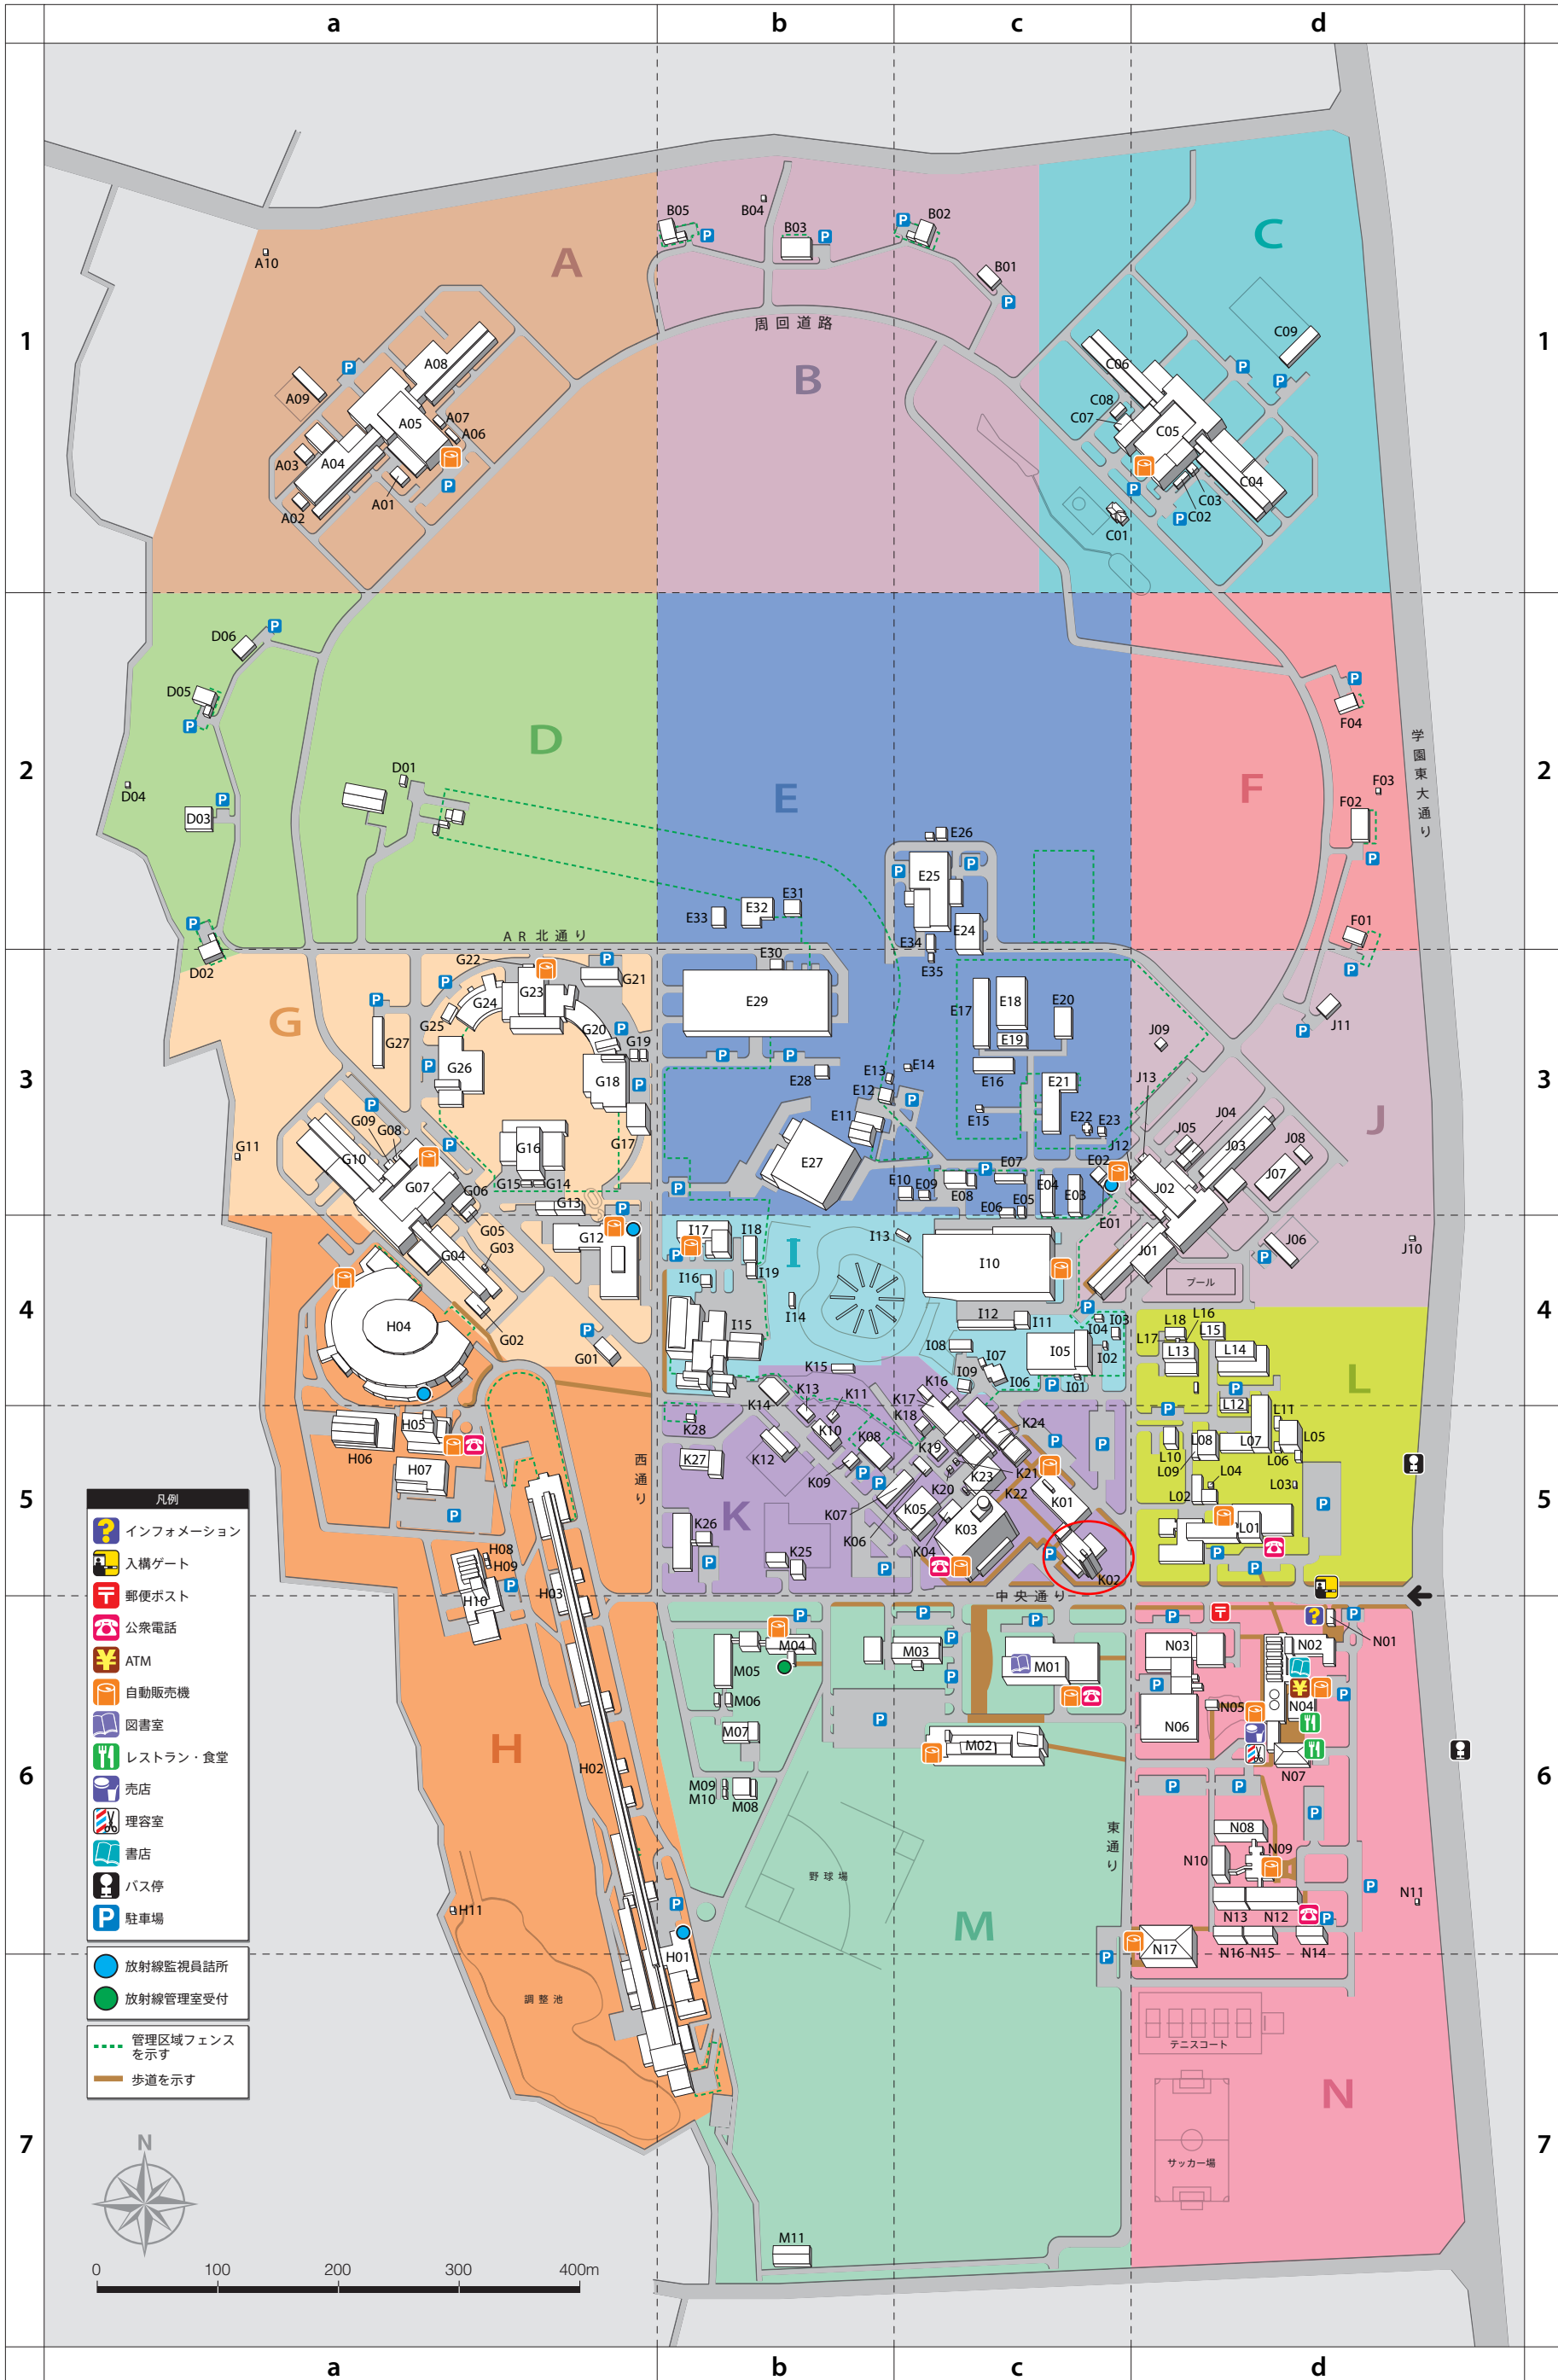 a
b
c
d
1
2
3
4
5
6
7
1
2
3
4
5
6
7
a
b
c
d
A
A10
A08
A09
A05
A07
A06
A03
A04
A02
A01
B
B05
B04
B03
B02
B01
周回道路
C
C09
C06
C08
C07
C05
C04
C03
C02
C01
D
D06
D05
D01
D04
D03
D02
AR北通り
E
E26
E25
E31
E32
E33
E24
E34
E35
E30
E29
E18
E17
E20
E19
E14
E13
E28
E16
E12
E21
E15
E11
E22
E23
E27
E07
E02
E10
E09
E08
E04
E03
E06
E05
E01
F
F04
F03
F02
F01
学園東大通り
G
G22
G23
G21
G24
G25
G20
G27
G19
G26
G18
G09
G08
G17
G11
G10
G16
G07
G15
G14
G06
G13
G05
G12
G04
G03
G02
G01
J
J11
J09
J13
J04
J05
J03
J08
J12
J07
J02
J01
J06
J10
プール
I
I17
I18
I13
I10
I16
I19
I14
I15
I12
I11
I03
I04
I08
I05
I02
I07
I09
I06
I01
L
L16
L18
L15
L17
L13
L14
L12
L11
L10
L08
L07
L05
L09
L06
L04
L03
L02
L01
K
K15
K16
K13
K17
K11
K14
K28
K18
K24
K10
K08
K12
K19
K27
K09
K23
K21
K20
K22
K07
K05
K01
K26
K06
K03
K04
K25
K02
西通り
中央通り
H
H04
H05
H06
H07
H08
H09
H03
H10
H02
H11
H01
調整池
M
M04
M03
M05
M01
M06
M07
M02
M09
M10
M08
M11
野球場
東通り
N
N03
N02
N01
N05
N04
N06
N07
N08
N09
N10
N11
N13
N12
N17
N16
N15
N14
テニスコート
サッカー場
凡例
インフォメーション
入構ゲート
郵便ポスト
公衆電話
ATM
自動販売機
図書室
レストラン・食堂
売店
理容室
書店
バス停
P 駐車場
放射線監視員詰所
放射線管理室受付
管理区域フェンス
を示す
歩道を示す
N
0 100 200 300 400m